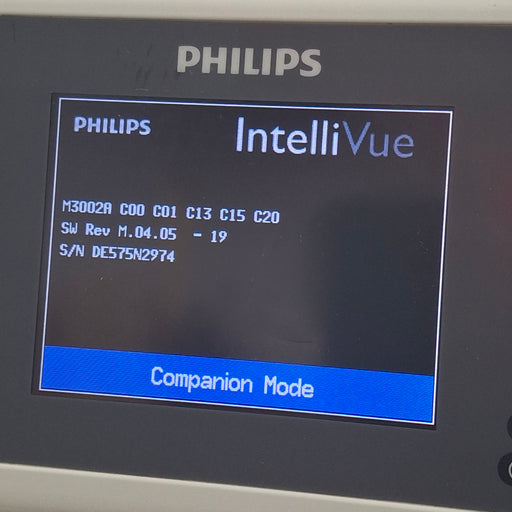 PHILIPS
PHILIPS IntelliVue
M3002A C00 C01 C13 C15 C20
SW Rev M.04.05 - 19
S/N DE575N2974
Companion Mode